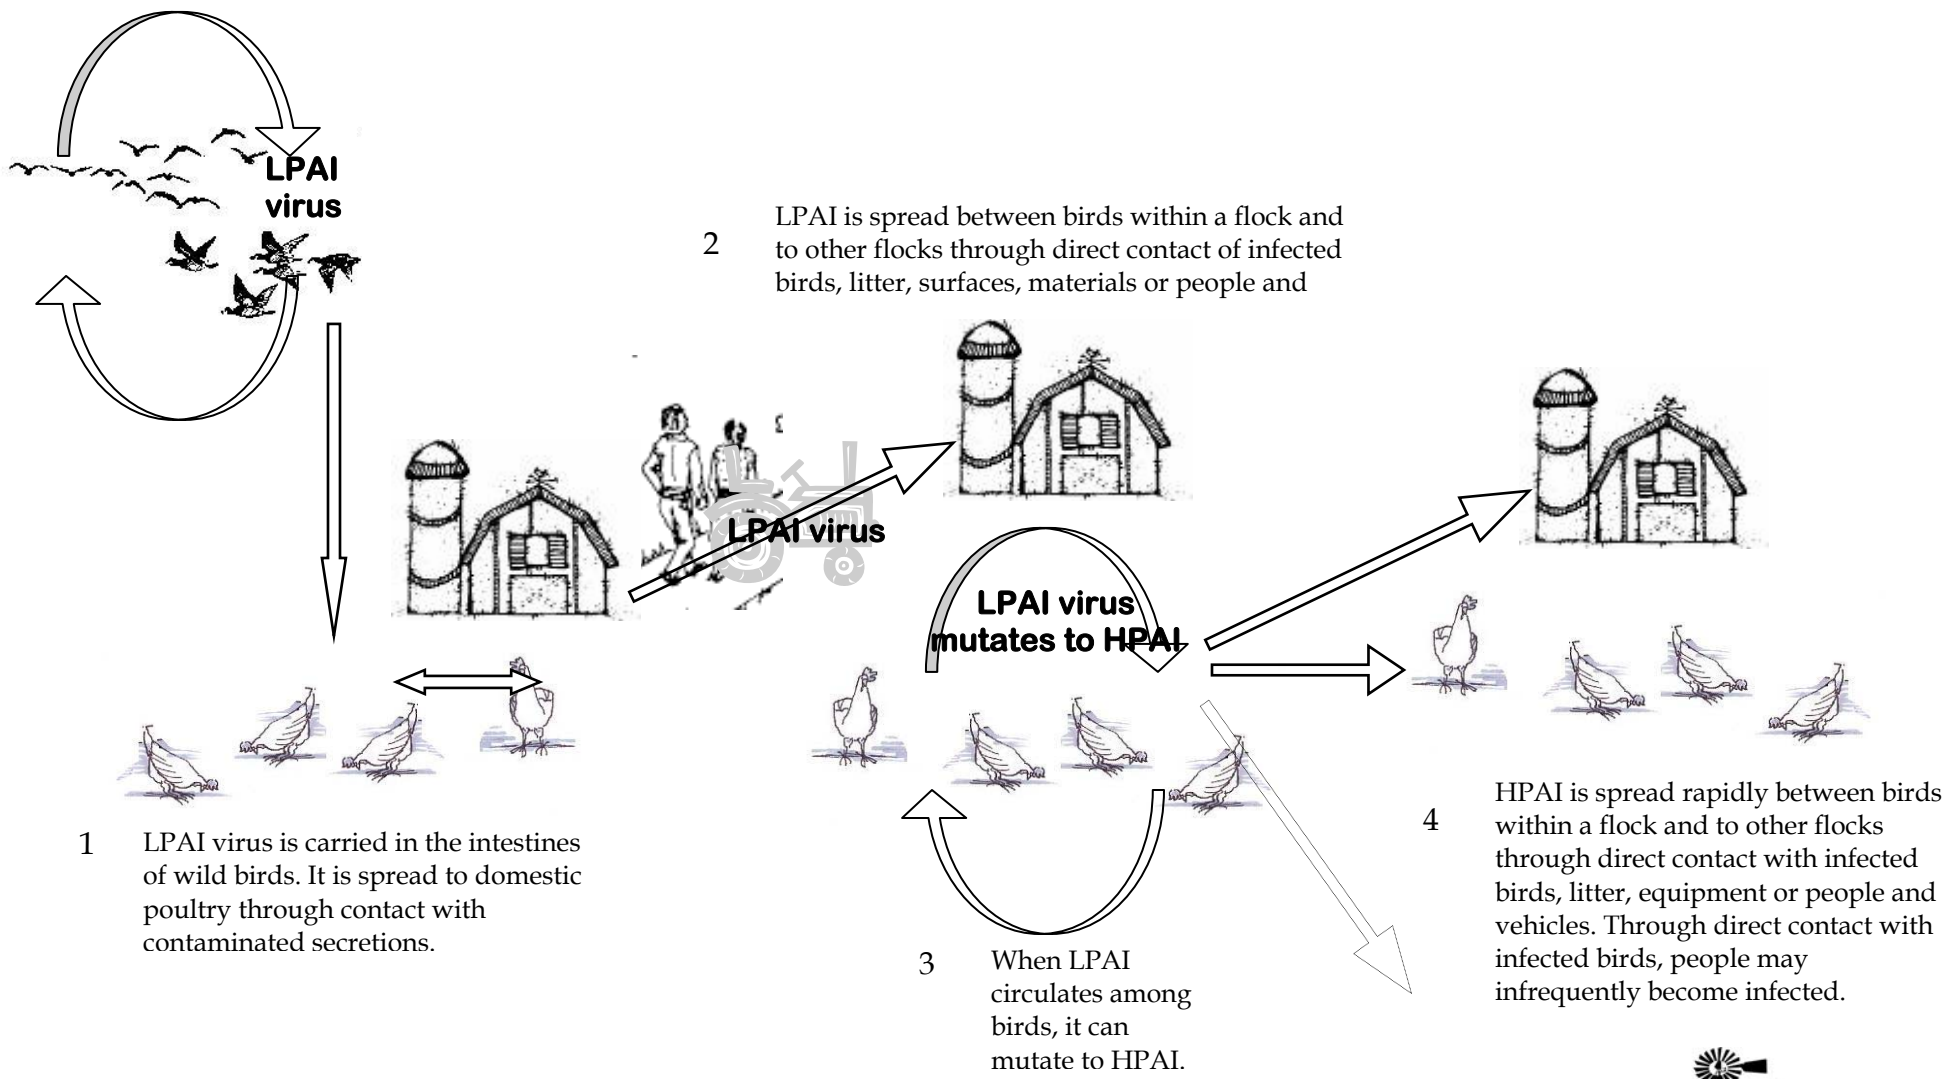 LPAI
virus
2
LPAI is spread between birds within a flock and
to other flocks through direct contact of infected
birds, litter, surfaces, materials or people and
LPAI virus
LPAI virus
mutates to HPAI
1
LPAI virus is carried in the intestines
of wild birds. It is spread to domestic
poultry through contact with
contaminated secretions.
3
When LPAI
circulates among
birds, it can
mutate to HPAI.
4
HPAI is spread rapidly between birds
within a flock and to other flocks
through direct contact with infected
birds, litter, equipment or people and
vehicles. Through direct contact with
infected birds, people may
infrequently become infected.